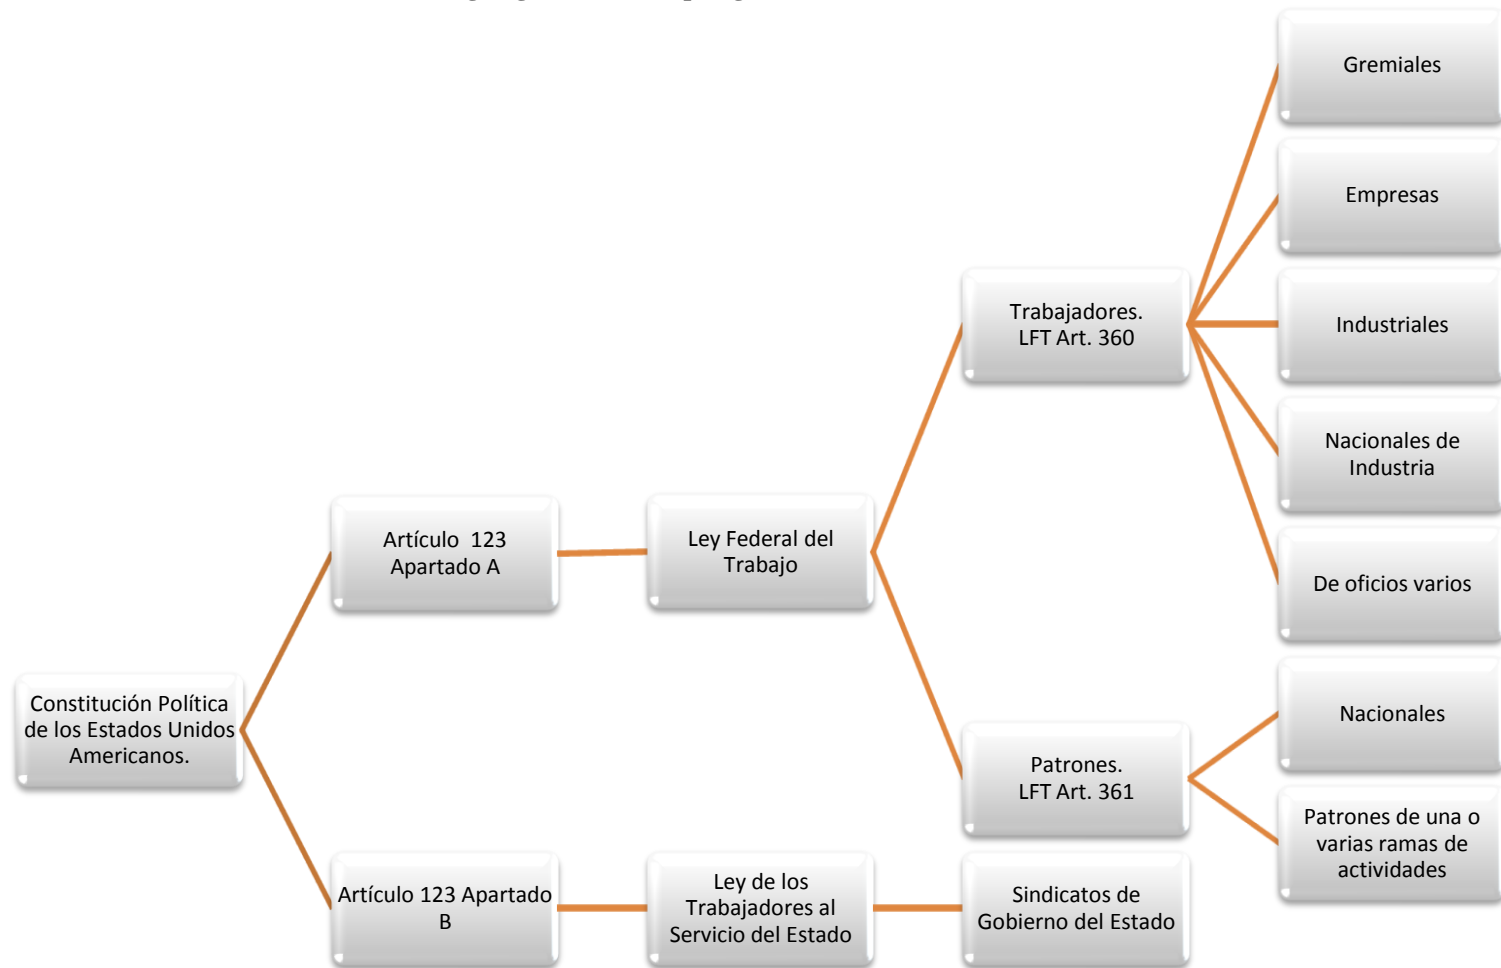 Gremiales
Empresas
Trabajadores.
LFT Art. 360
Industriales
Nacionales de
Industria
Artículo  123
Apartado A
Ley Federal del
Trabajo
De oficios varios
Constitución Política
de los Estados Unidos
Americanos.
Nacionales
Patrones.
LFT Art. 361
Patrones de una o
varias ramas de
actividades
Artículo 123 Apartado
B
Ley de los
Trabajadores al
Servicio del Estado
Sindicatos de
Gobierno del Estado